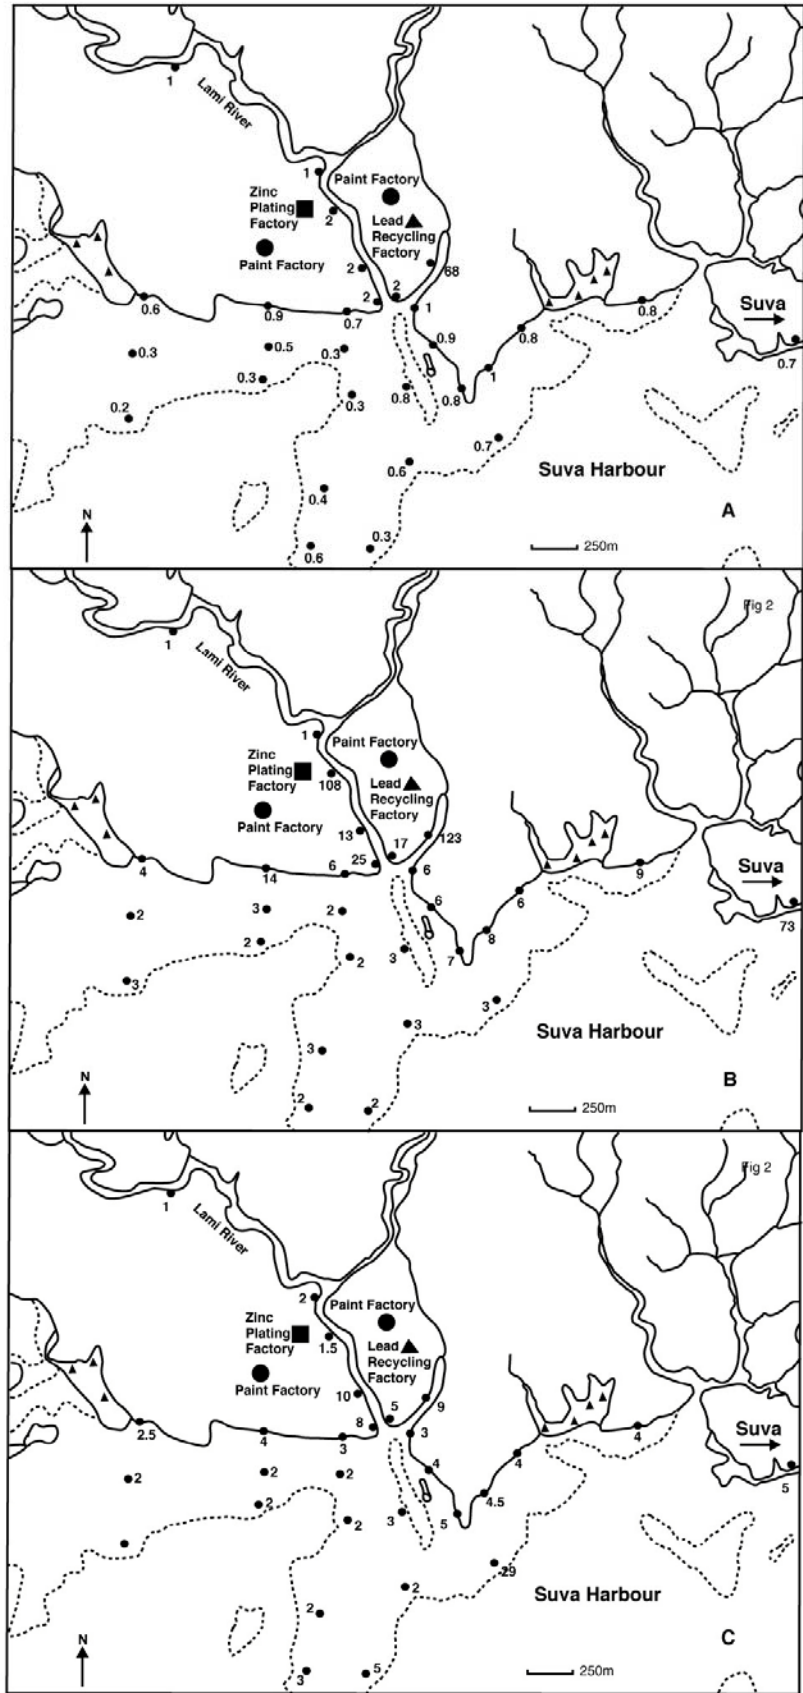 1
Lami River
1
Paint Factory
Zinc
Plating
Factory
2
Lead
Recycling
Factory
Paint Factory
2
68
2
2
1
0.6
0.9
0.7
0.8
0.8
Suva
0.7
0.3
0.5
0.3
0.9
1
0.3
0.3
0.8
0.8
0.2
0.7
0.6
Suva Harbour
0.4
A
N
0.6
0.3
250m
Fig 2
1
Lami River
1
Paint Factory
Zinc
Plating
Factory
108
Lead
Recycling
Factory
Paint Factory
13
123
25
17
6
4
14
6
6
9
Suva
73
2
3
2
6
8
2
2
3
7
3
3
3
Suva Harbour
3
B
N
2
2
250m
Fig 2
1
Lami River
2
Paint Factory
Zinc
Plating
Factory
1.5
Lead
Recycling
Factory
Paint Factory
10
9
8
5
3
2.5
4
3
4
4
Suva
5
2
2
2
4
4.5
2
2
3
5
29
2
Suva Harbour
2
C
N
3
5
250m